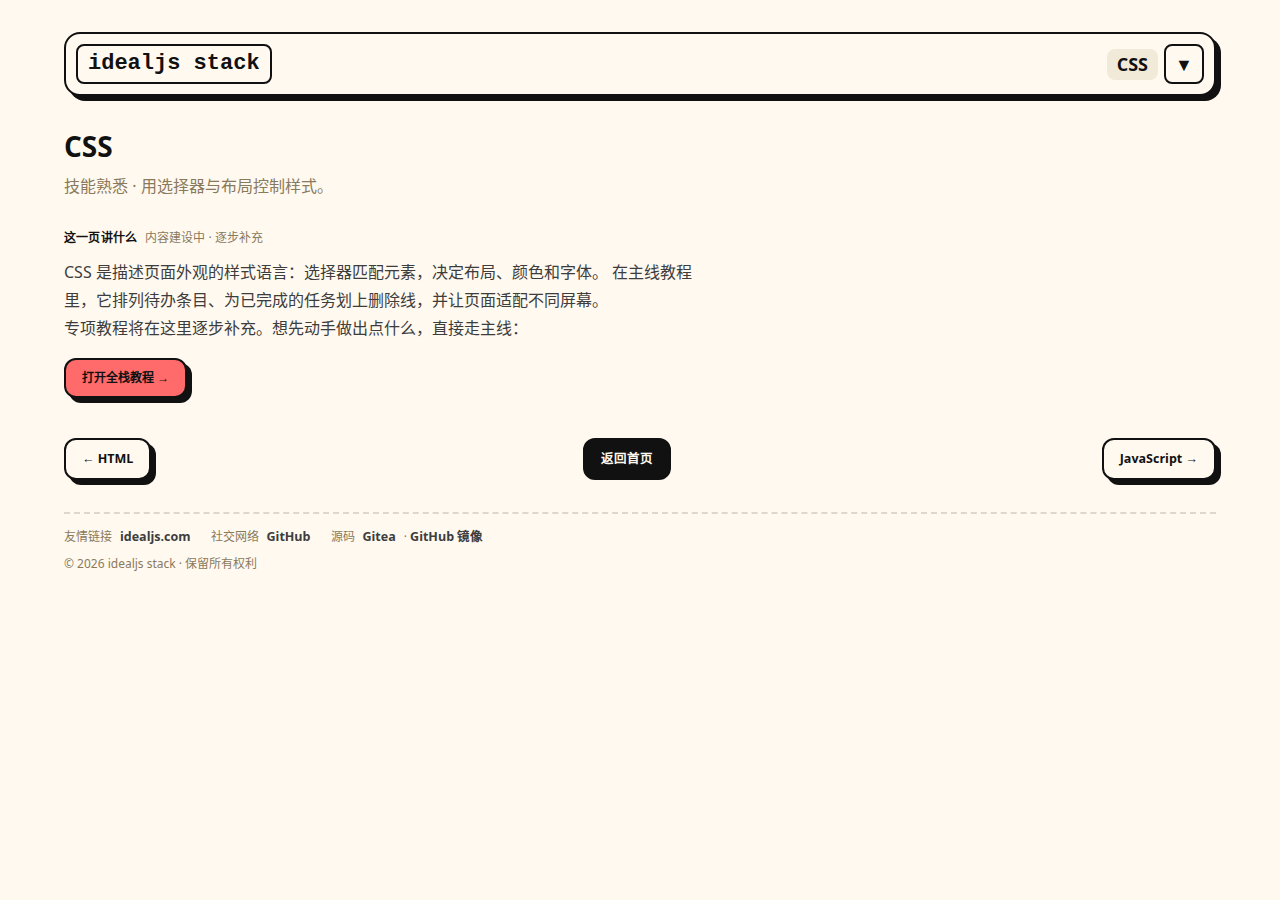 idealjs stack
CSS ▼
CSS
技能熟悉 · 用选择器与布局控制样式。
这一页讲什么 内容建设中 · 逐步补充
CSS 是描述页面外观的样式语言：选择器匹配元素，决定布局、颜色和字体。 在主线教程
里，它排列待办条目、为已完成的任务划上删除线，并让页面适配不同屏幕。
专项教程将在这里逐步补充。想先动手做出点什么，直接走主线：
打开全栈教程 →
← HTML
返回首页
JavaScript →
友情链接 idealjs.com 社交网络 GitHub 源码 Gitea · GitHub 镜像
© 2026 idealjs stack · 保留所有权利